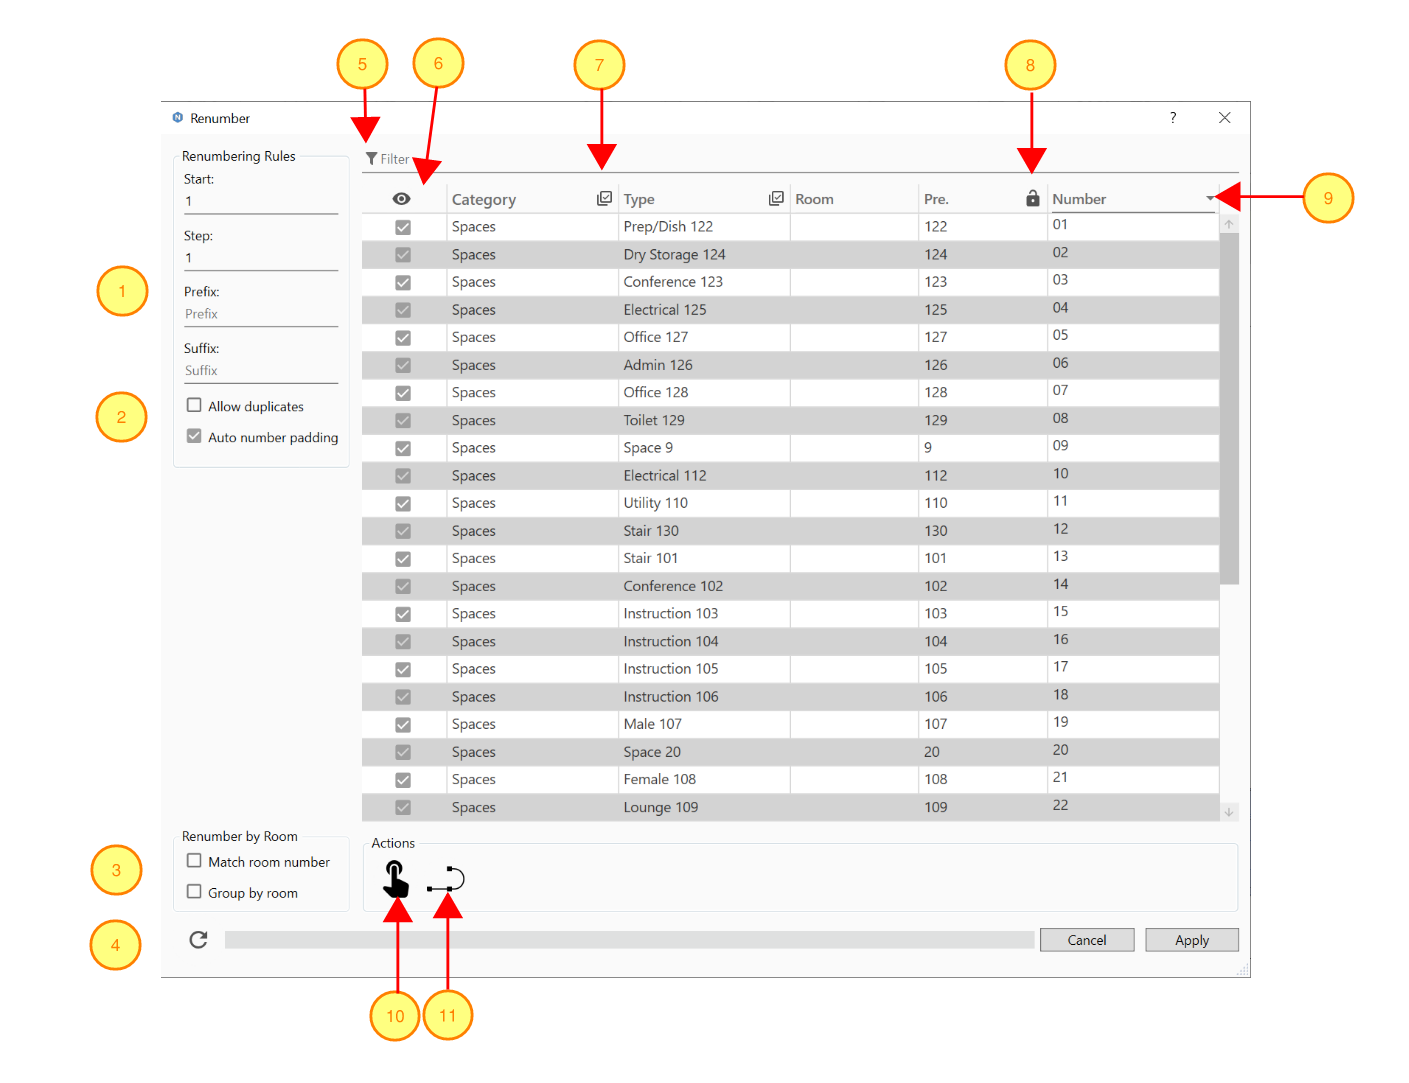 5
6
7
8
Renumber
?
Renumbering Rules
Start:
1
Step:
1
Prefix:
Prefix
Suffix:
Suffix
Allow duplicates
Auto number padding
1
2
Filter
9
Category Type Room Pre. Number
Spaces Prep/Dish 122 122 01
Spaces Dry Storage 124 124 02
Spaces Conference 123 123 03
Spaces Electrical 125 125 04
Spaces Office 127 127 05
Spaces Admin 126 126 06
Spaces Office 128 128 07
Spaces Toilet 129 129 08
Spaces Space 9 9 09
Spaces Electrical 112 112 10
Spaces Utility 110 110 11
Spaces Stair 130 130 12
Spaces Stair 101 101 13
Spaces Conference 102 102 14
Spaces Instruction 103 103 15
Spaces Instruction 104 104 16
Spaces Instruction 105 105 17
Spaces Instruction 106 106 18
Spaces Male 107 107 19
Spaces Space 20 20 20
Spaces Female 108 108 21
Spaces Lounge 109 109 22
Renumber by Room
Match room number
Group by room
3
Actions
4
Cancel
Apply
10
11